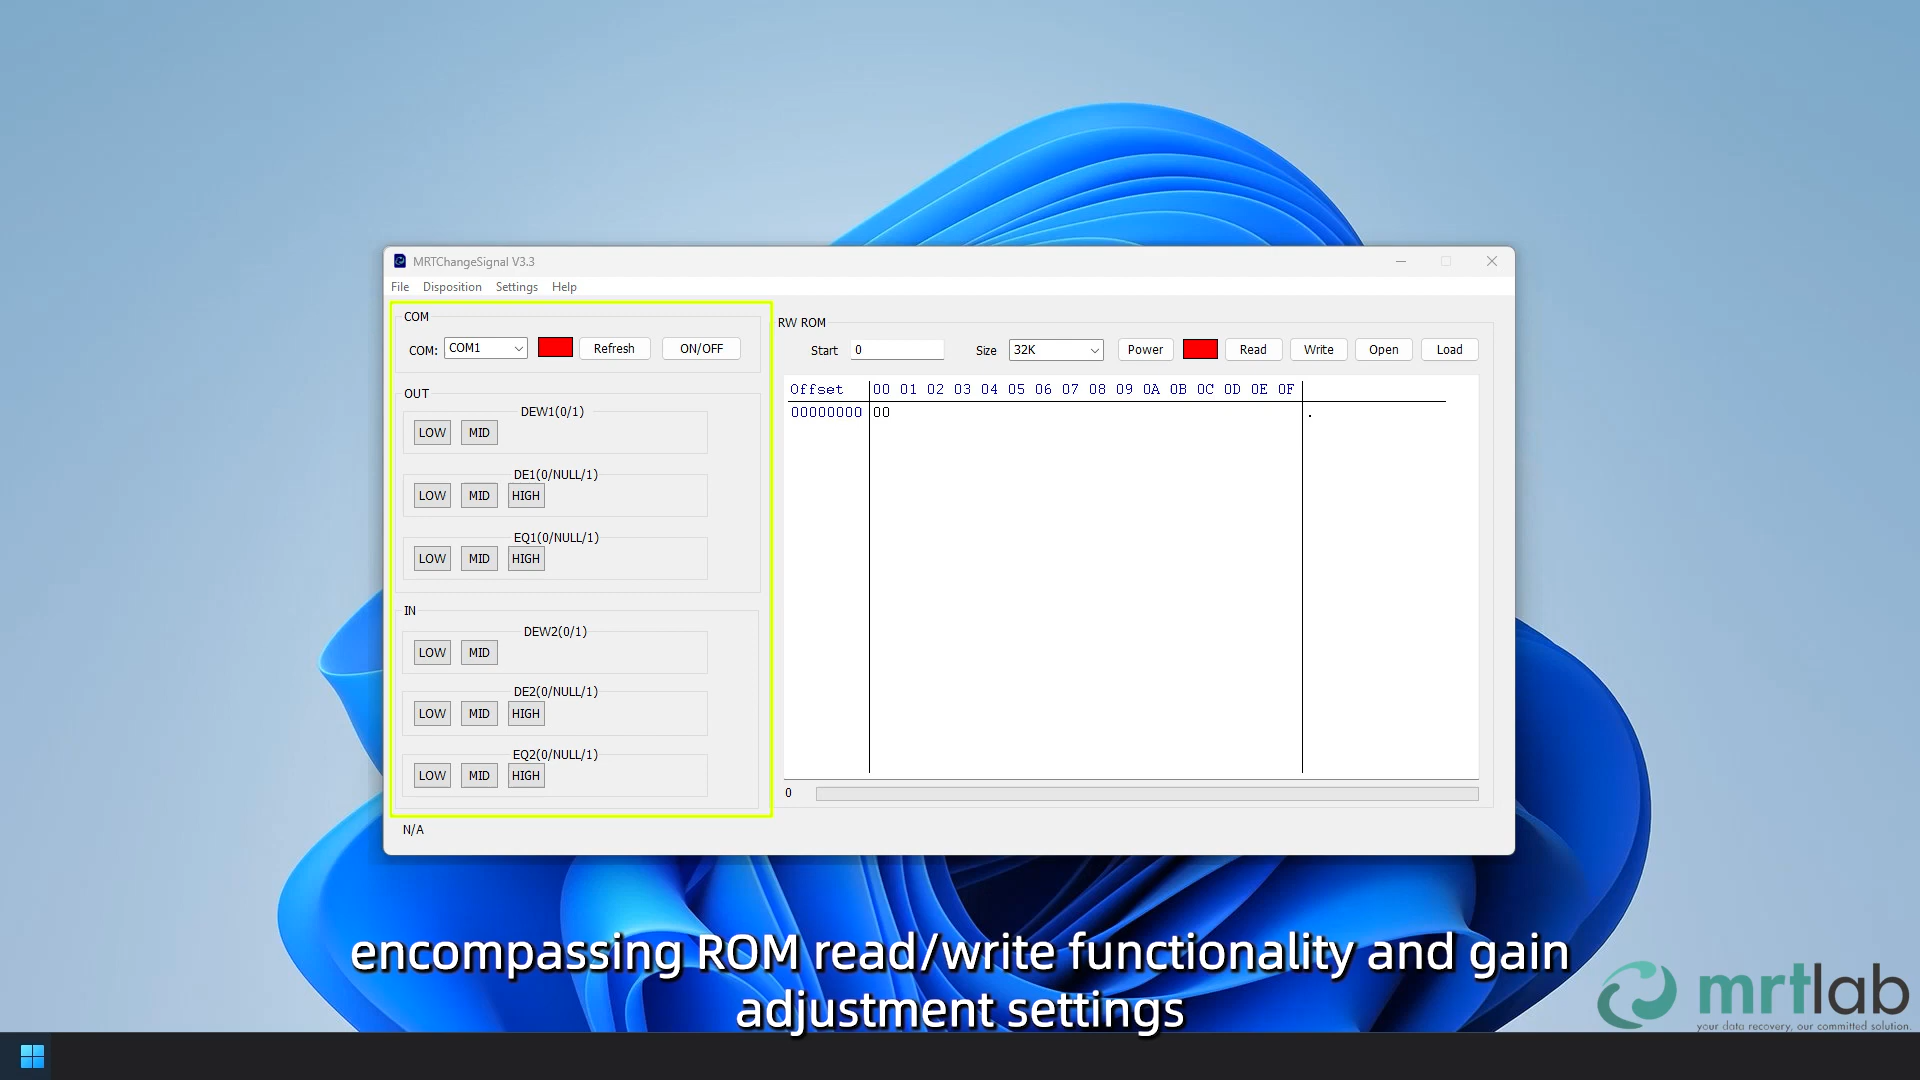 MRTChangeSignal V3.3
File Disposition Settings Help
COM
COM: COM1 Refresh ON/OFF
OUT
DEW1(0/1)
LOW MID
DE1(0/NULL/1)
LOW MID HIGH
EQ1(0/NULL/1)
LOW MID HIGH
IN
DEW2(0/1)
LOW MID
DE2(0/NULL/1)
LOW MID HIGH
EQ2(0/NULL/1)
LOW MID HIGH
N/A
RW ROM
Start 0 Size 32K Power Read Write Open Load
Offset 00 01 02 03 04 05 06 07 08 09 0A 0B 0C 0D 0E 0F
00000000 00 .
0
encompassing ROM read/write functionality and gain
adjustment settings
mrtlab
your data recovery, our committed solution.